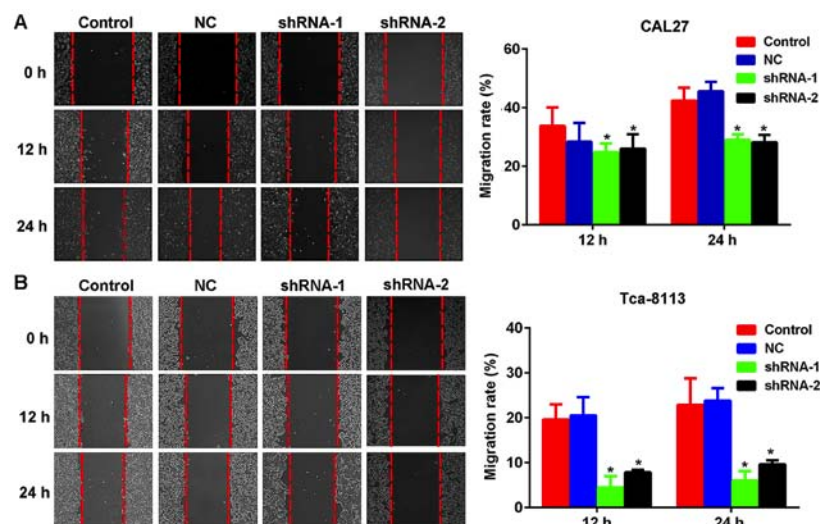 A
Control NC shRNA-1 shRNA-2
0 h
12 h
24 h
CAL27
Migration rate (%)
60
40
20
0
Control
NC
shRNA-1
shRNA-2
* * * *
12 h 24 h
B
Control NC shRNA-1 shRNA-2
0 h
12 h
24 h
Tca-8113
Migration rate (%)
40
30
20
10
0
Control
NC
shRNA-1
shRNA-2
* * * *
12 h 24 h